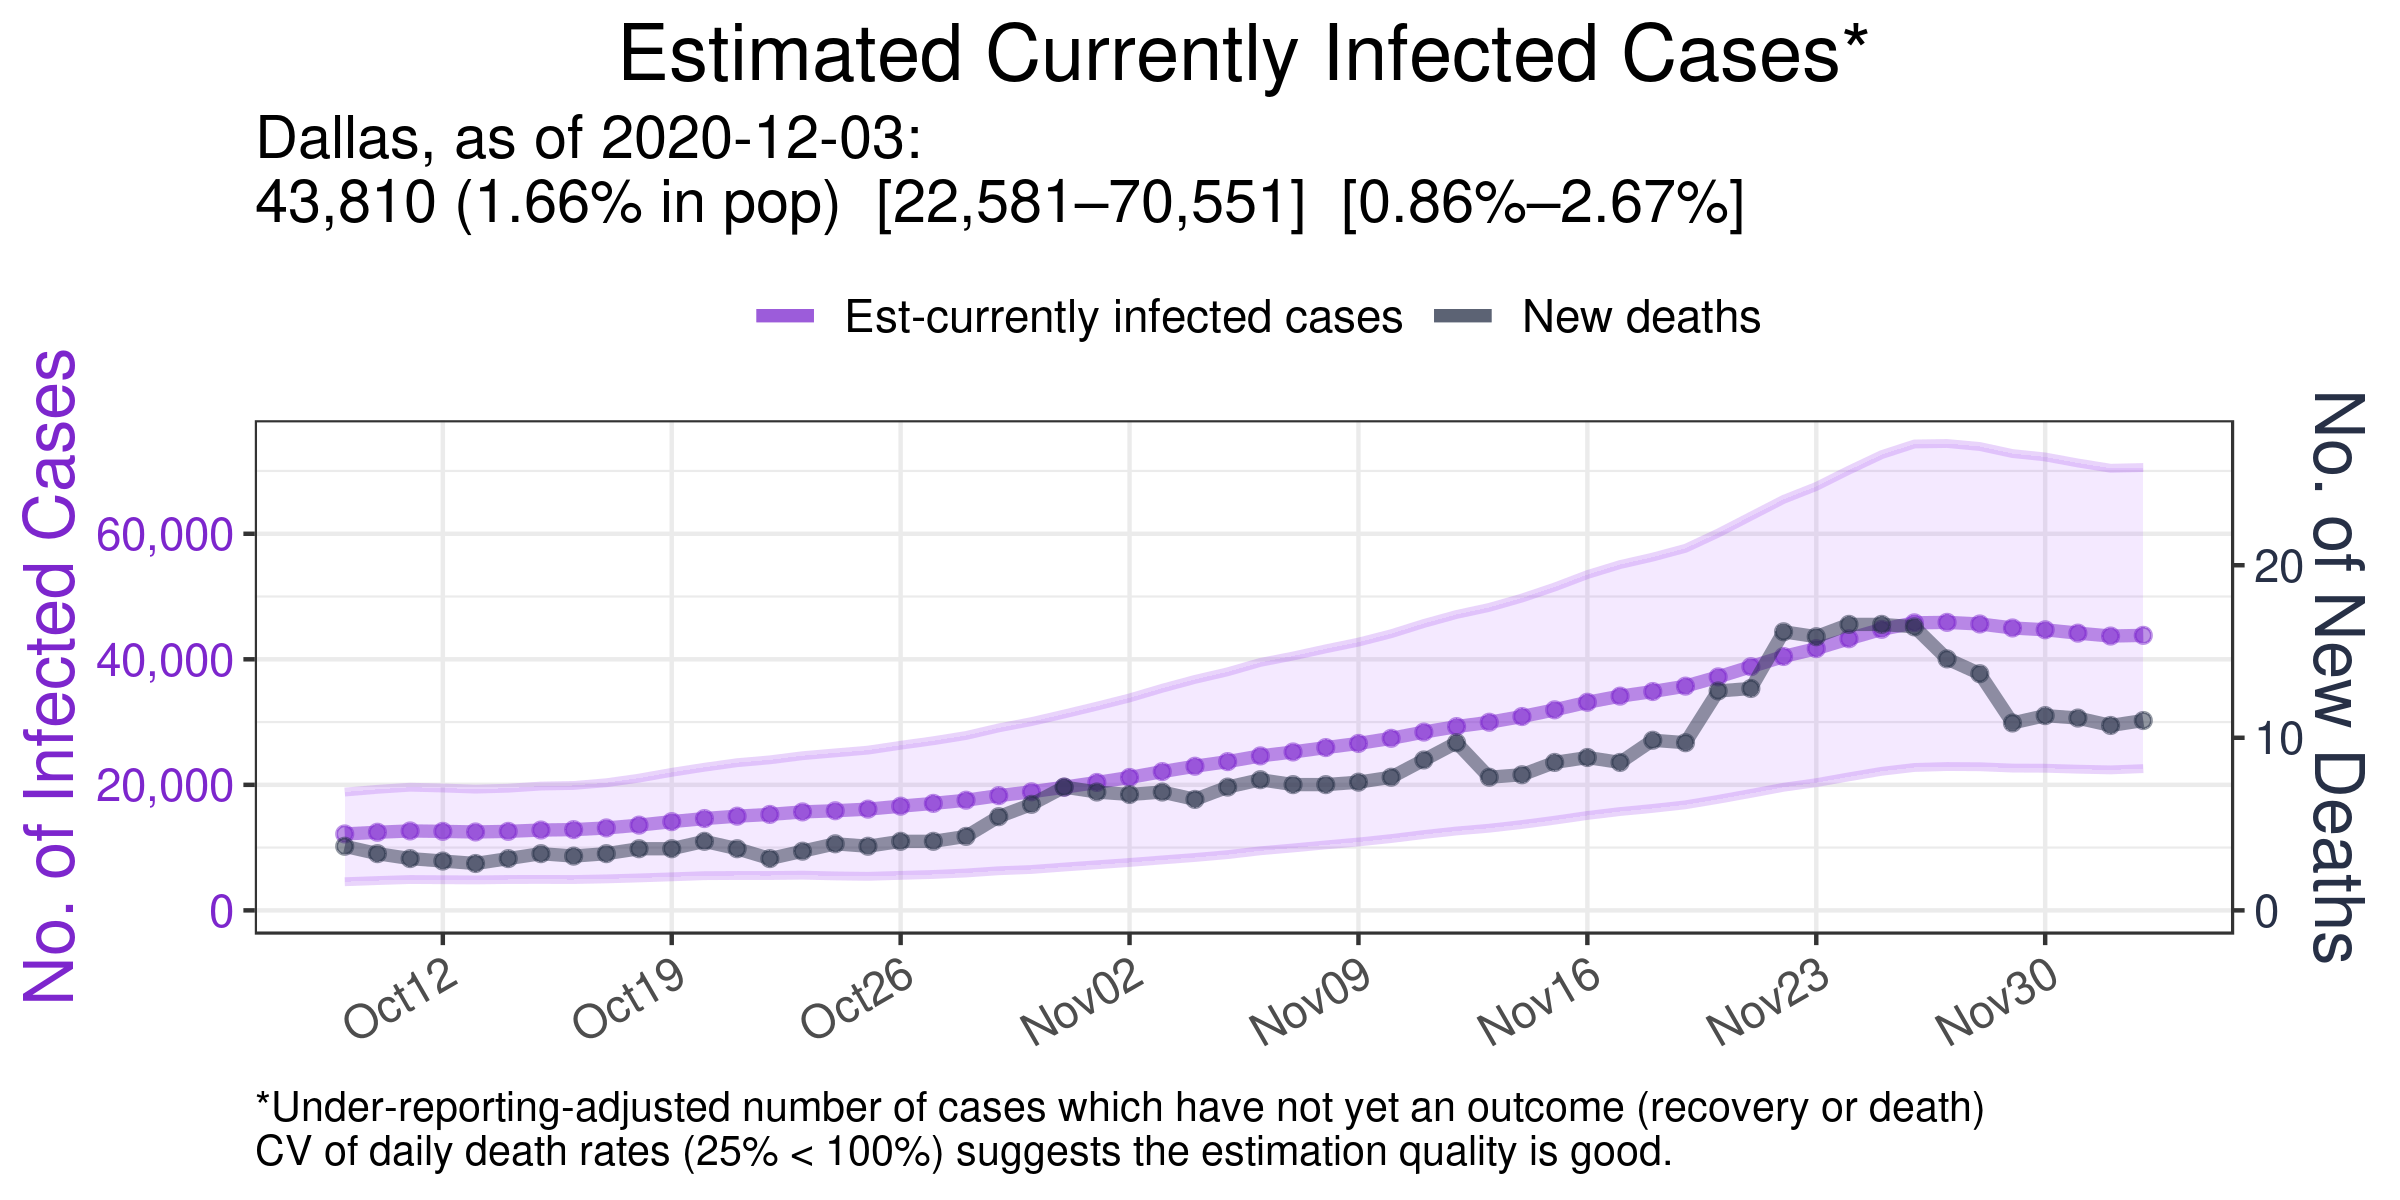 Estimated Currently Infected Cases*
Dallas, as of 2020-12-03:
43,810 (1.66% in pop)  [22,581–70,551]  [0.86%–2.67%]
Est-currently infected cases
New deaths
No. of Infected Cases
60,000
40,000
20,000
0
No. of New Deaths
20
10
0
Oct12
Oct19
Oct26
Nov02
Nov09
Nov16
Nov23
Nov30
*Under-reporting-adjusted number of cases which have not yet an outcome (recovery or death)
CV of daily death rates (25% < 100%) suggests the estimation quality is good.